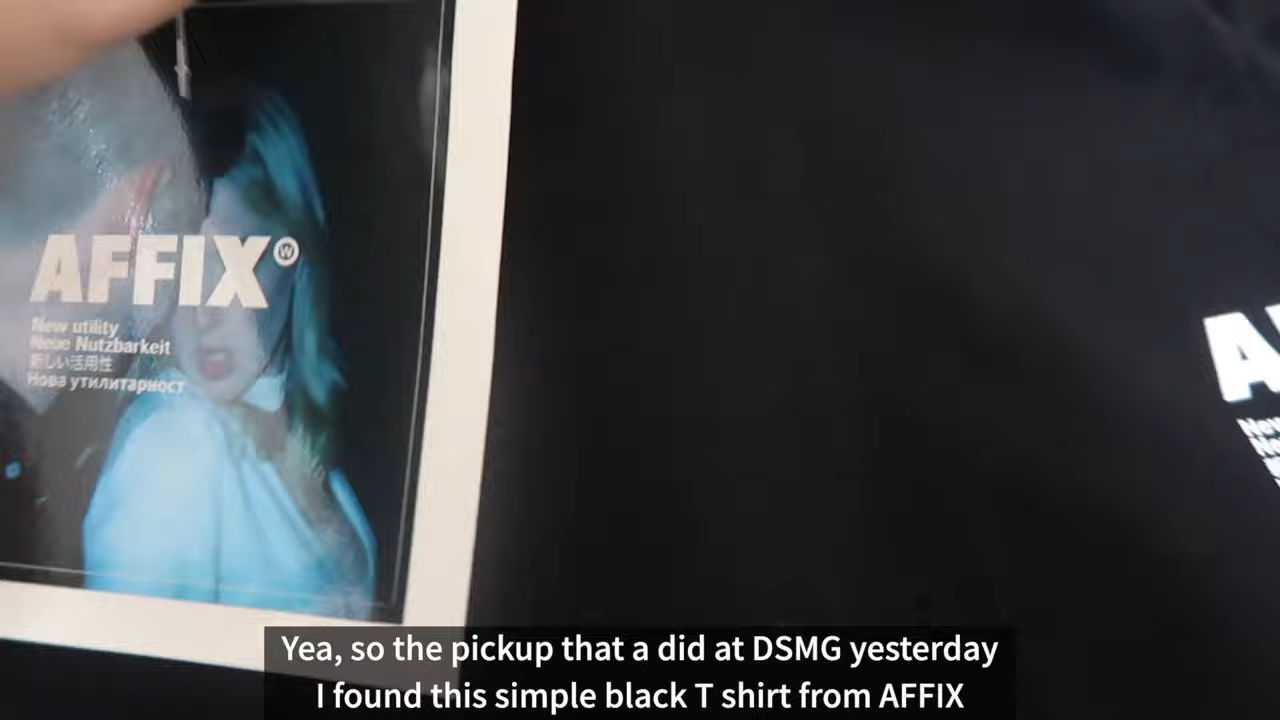 AFFIX
W
New utility
Neue Nutzbarkeit
新しい活用性
Нова утилитарност
A
Yea, so the pickup that a did at DSMG yesterday
I found this simple black T shirt from AFFIX